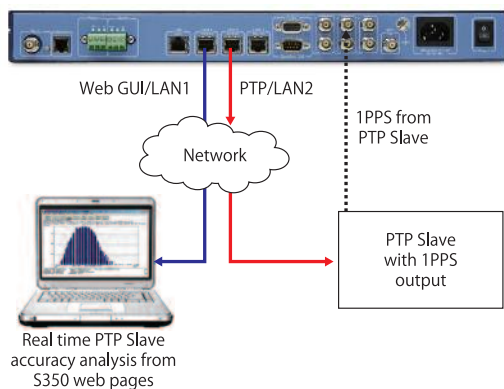 Web GUI/LAN1
PTP/LAN2
1PPS from
PTP Slave
Network
PTP Slave
with 1PPS
output
Real time PTP Slave
accuracy analysis from
S350 web pages